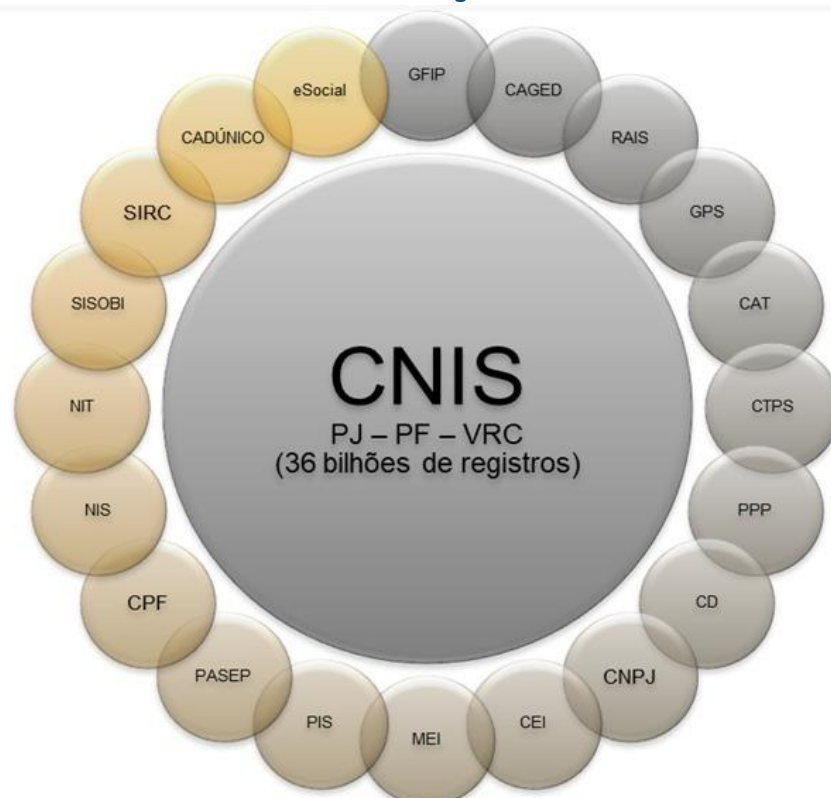 CNIS
PJ – PF – VRC
(36 bilhões de registros)
GFIP
CAGED
RAIS
GPS
CAT
CTPS
PPP
CD
CNPJ
CEI
MEI
PIS
PASEP
CPF
NIS
NIT
SISOBI
SIRC
CADÚNICO
eSocial